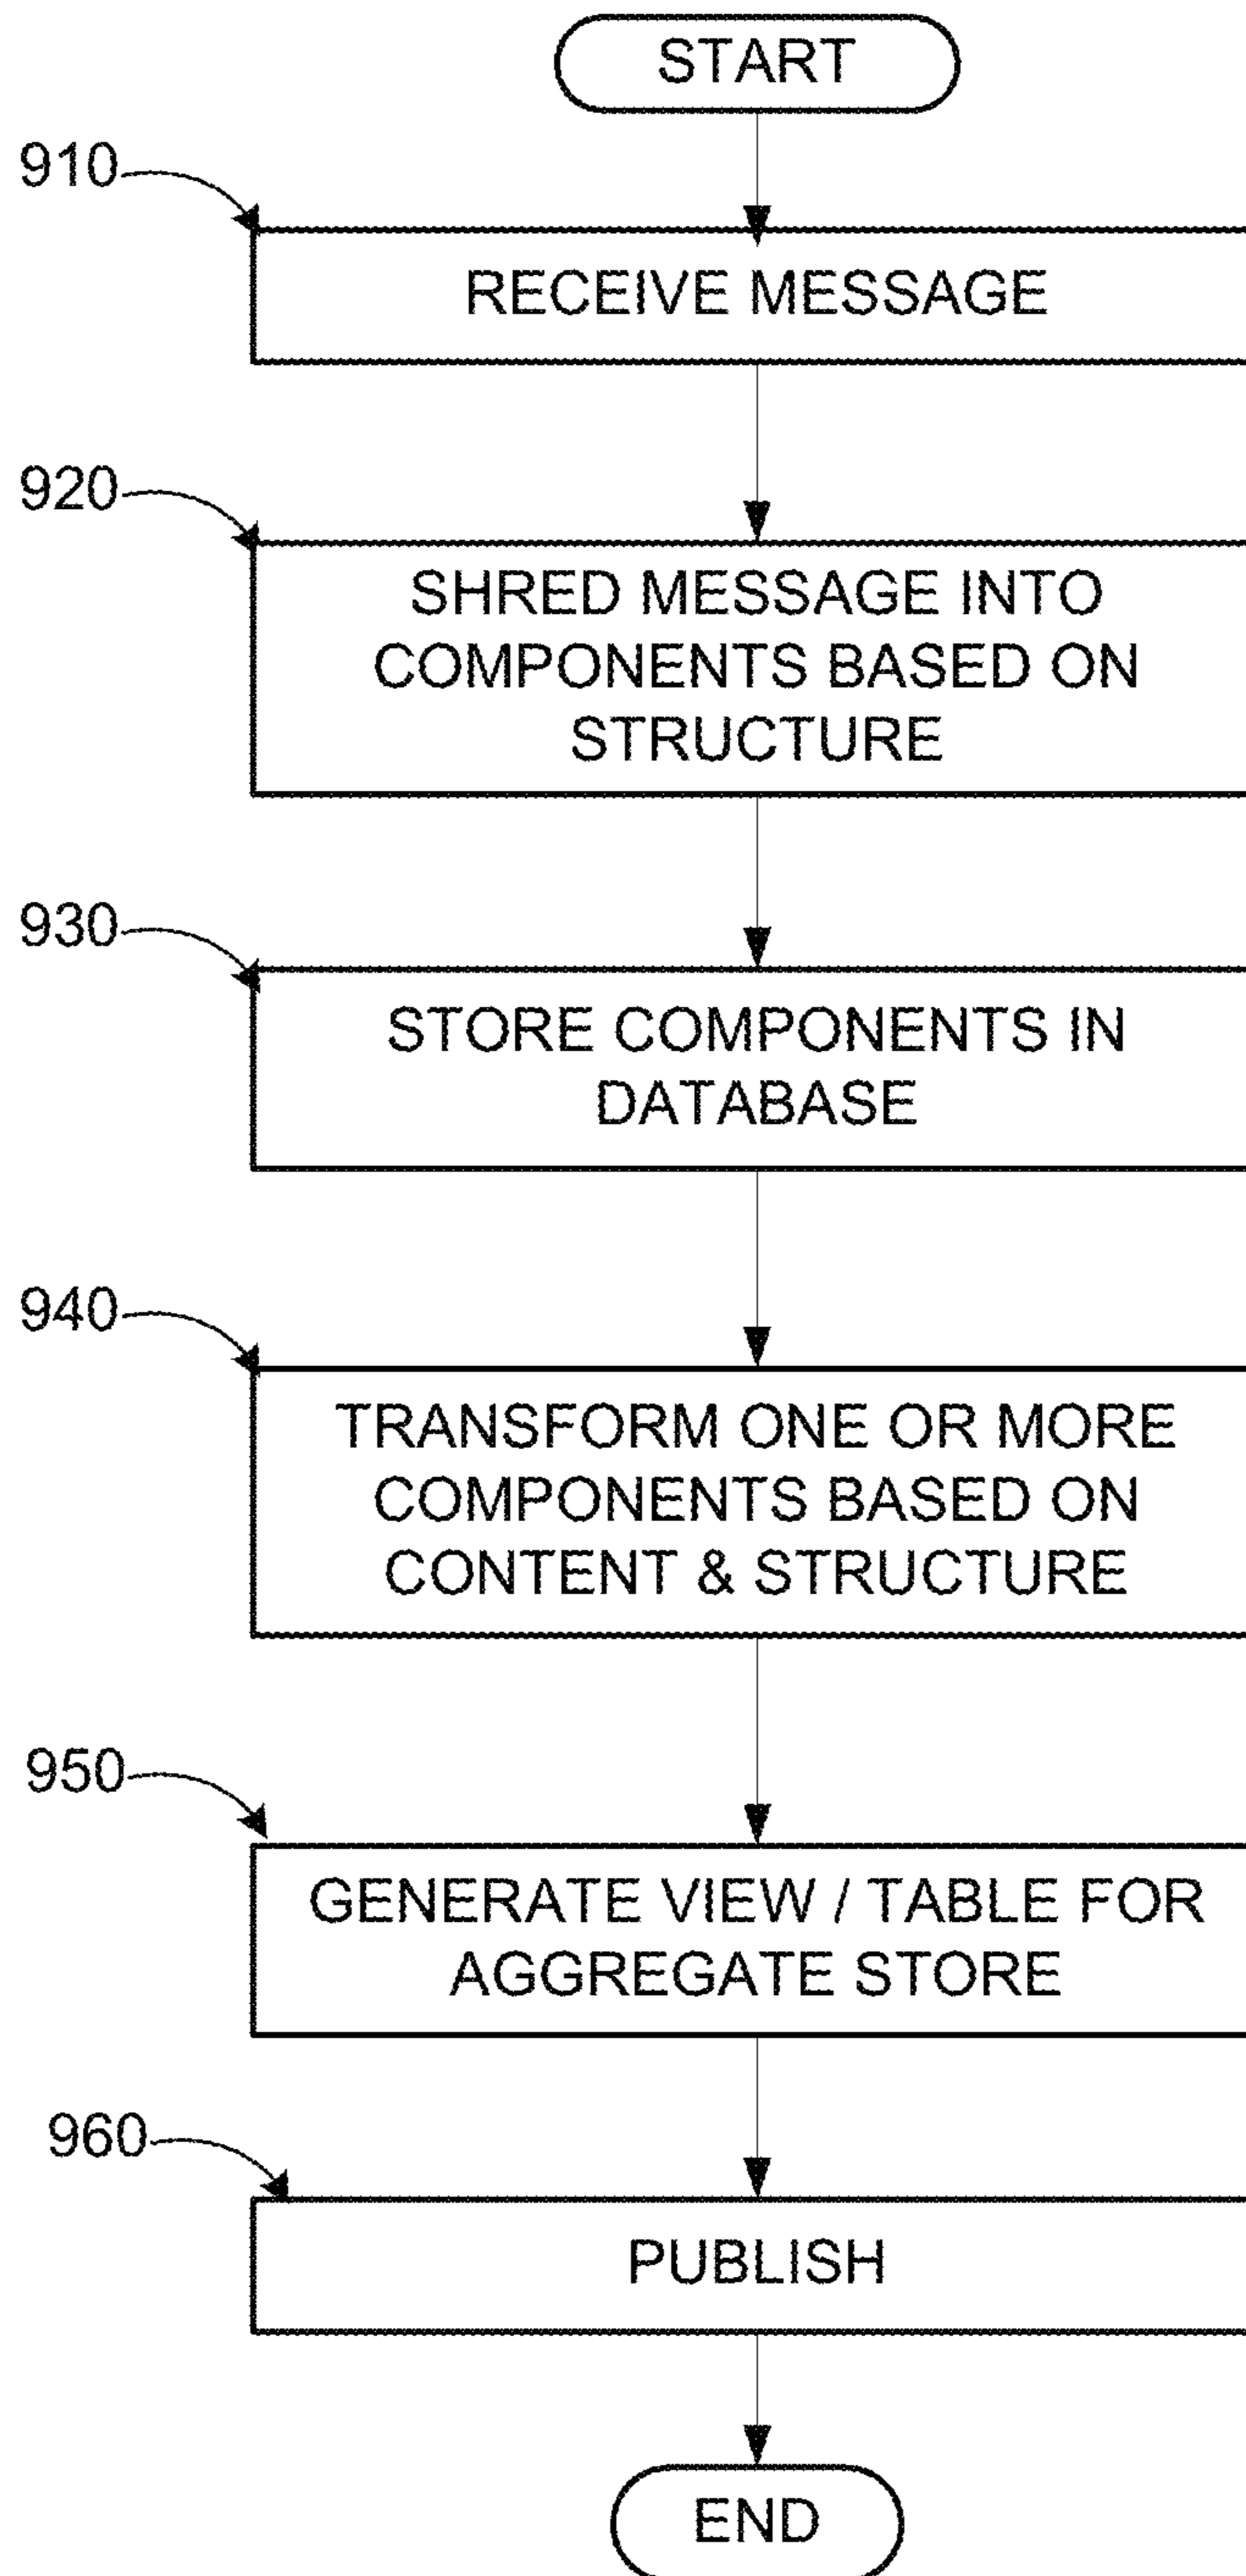 START
910
RECEIVE MESSAGE
920
SHRED MESSAGE INTO
COMPONENTS BASED ON
STRUCTURE
930
STORE COMPONENTS IN
DATABASE
940
TRANSFORM ONE OR MORE
COMPONENTS BASED ON
CONTENT & STRUCTURE
950
GENERATE VIEW / TABLE FOR
AGGREGATE STORE
960
PUBLISH
END